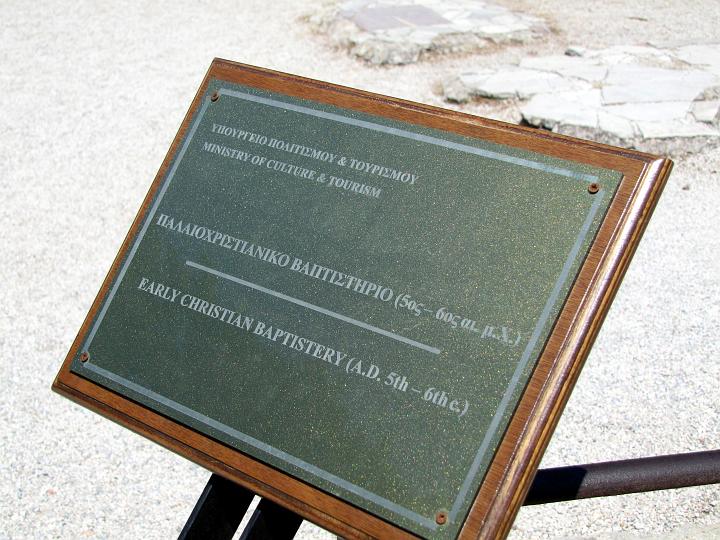 ΥΠΟΥΡΓΕΙΟ ΠΟΛΙΤΙΣΜΟΥ & ΤΟΥΡΙΣΜΟΥ
MINISTRY OF CULTURE & TOURISM
ΠΑΛΑΙΟΧΡΙΣΤΙΑΝΙΚΟ ΒΑΠΤΙΣΤΗΡΙΟ (5ος – 6ος αι. μ.Χ.)
EARLY CHRISTIAN BAPTISTERY (A.D. 5th – 6th c.)